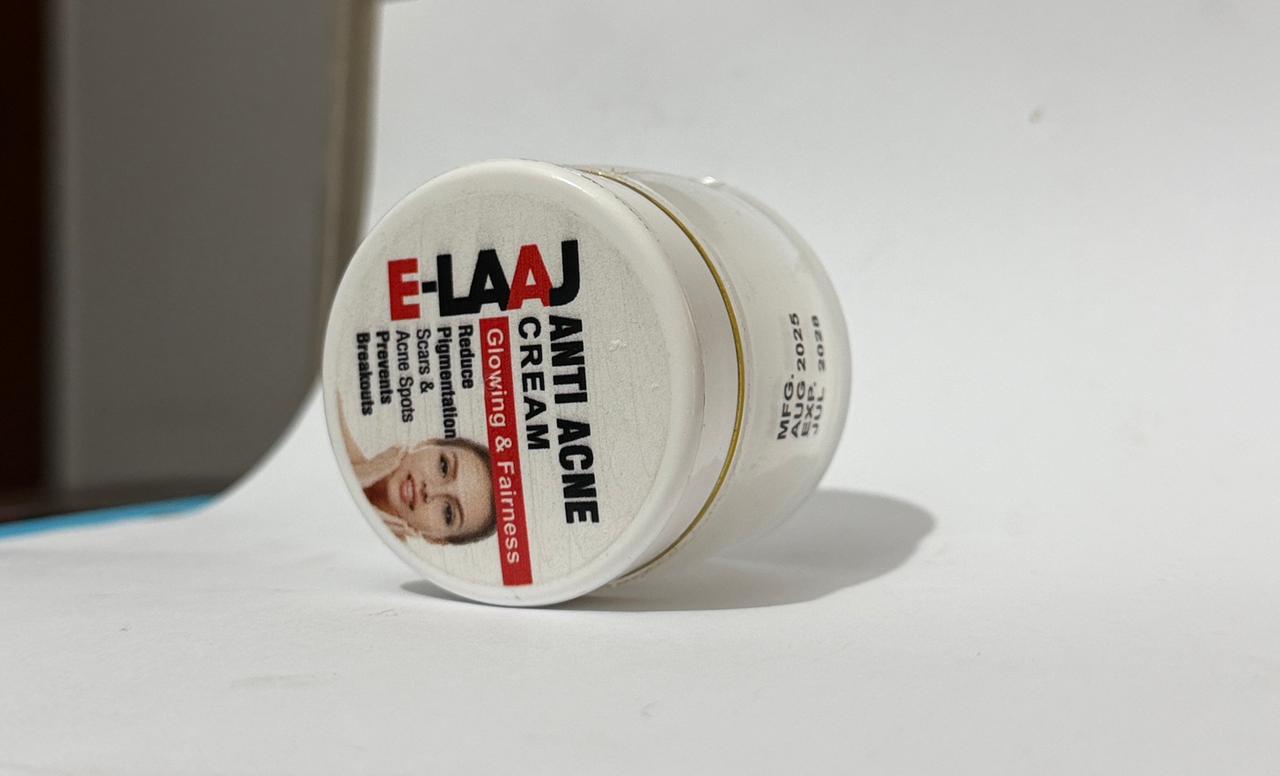 E-LAAJ
ANTI ACNE
CREAM
Glowing & Fairness
Reduce
Pigmentation
Scars &
Acne Spots
Prevents
Breakouts
MFG.
AUG 2025
EXP.
JUL 2028